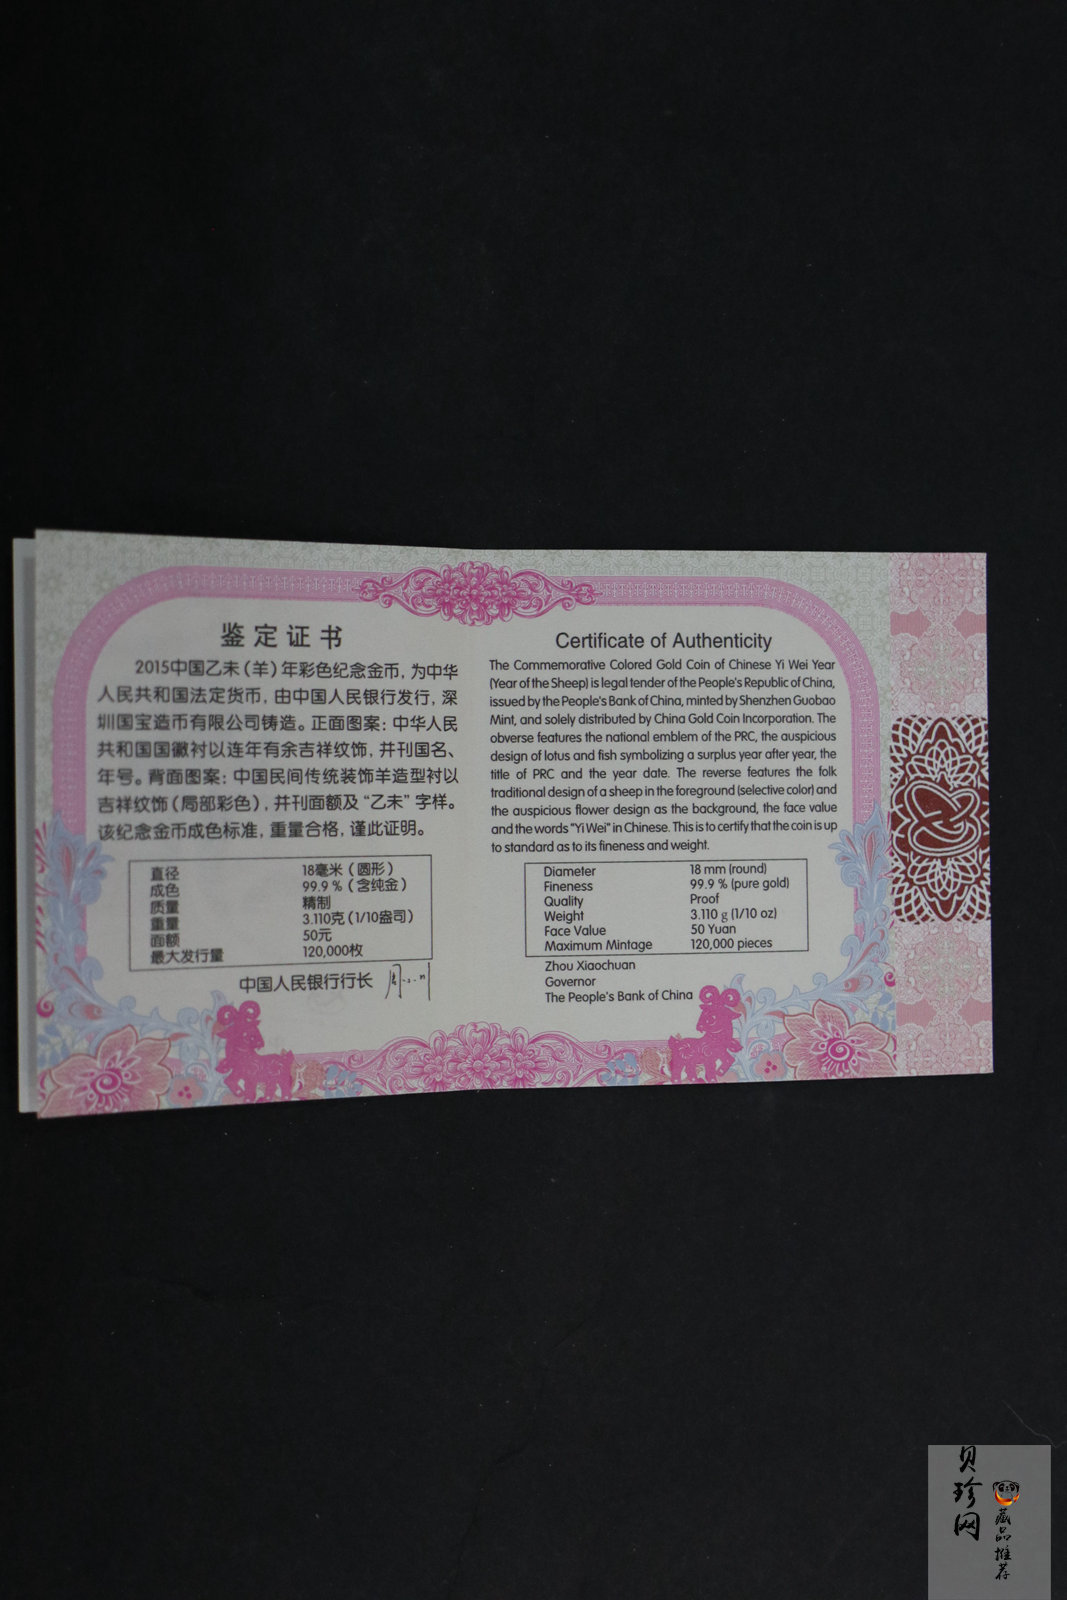 鉴定证书
2015中国乙未（羊）年彩色纪念金币，为中华
人民共和国法定货币，由中国人民银行发行，深
圳国宝造币有限公司铸造。正面图案：中华人民
共和国国徽衬以连年有余吉祥纹饰，并刊国名、
年号。背面图案：中国民间传统装饰羊造型衬以
吉祥纹饰（局部彩色），并刊面额及“乙未”字样。
该纪念金币成色标准，重量合格，谨此证明。
直径 18毫米（圆形）
成色 99.9％（含纯金）
质量 精制
重量 3.110克（1/10盎司）
面额 50元
最大发行量 120,000枚
中国人民银行行长
Certificate of Authenticity
The Commemorative Colored Gold Coin of Chinese Yi Wei Year
(Year of the Sheep) is legal tender of the People's Republic of China,
issued by the People's Bank of China, minted by Shenzhen Guobao
Mint, and solely distributed by China Gold Coin Incorporation. The
obverse features the national emblem of the PRC, the auspicious
design of lotus and fish symbolizing a surplus year after year, the
title of PRC and the year date. The reverse features the folk
traditional design of a sheep in the foreground (selective color) and
the auspicious flower design as the background, the face value
and the words "Yi Wei" in Chinese. This is to certify that the coin is up
to standard as to its fineness and weight.
Diameter 18 mm (round)
Fineness 99.9 % (pure gold)
Quality Proof
Weight 3.110 g (1/10 oz)
Face Value 50 Yuan
Maximum Mintage 120,000 pieces
Zhou Xiaochuan
Governor
The People's Bank of China
贝珍网
藏品推荐